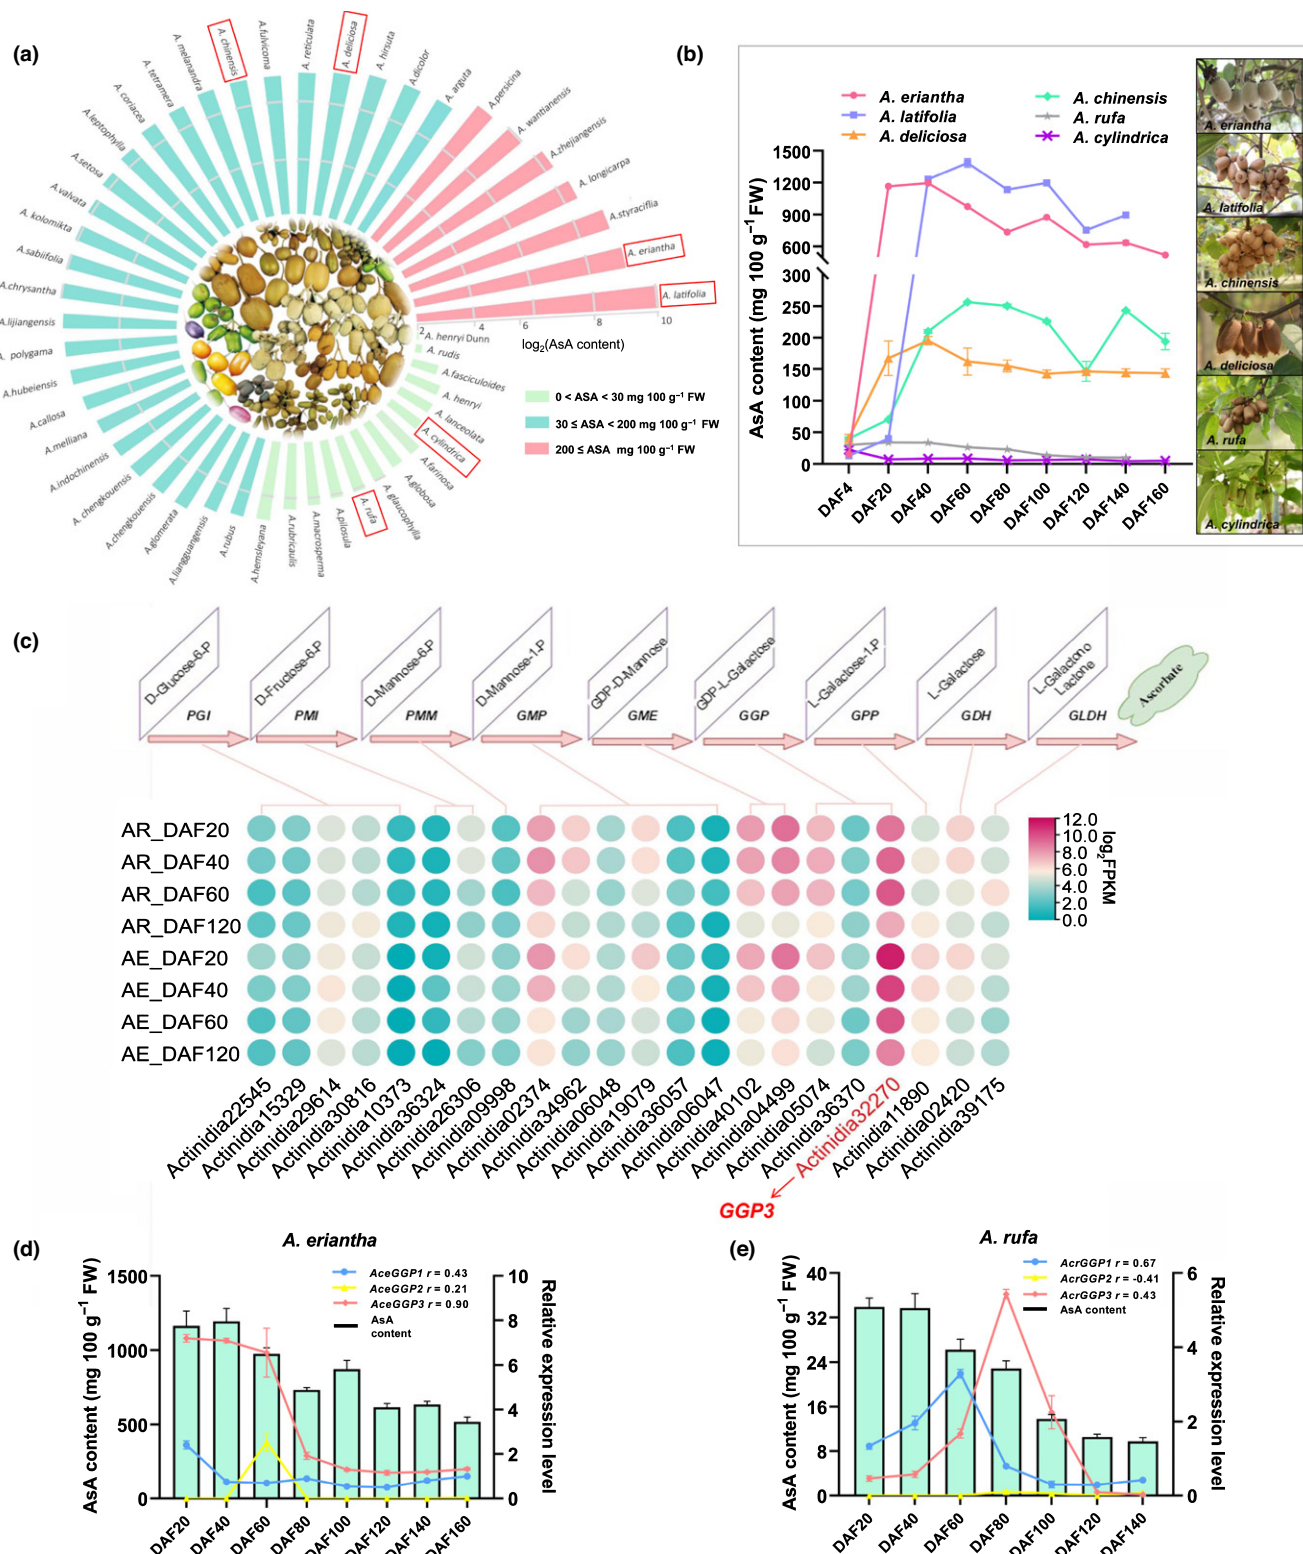 (a)
A.fulvicoma
A. reticulata
A. deliciosa
A. hirsuta
A.dicolor
A. arguta
A.persicina
A. wantianensis
A.zhejiangensis
A. longicarpa
A.styraciflia
A. eriantha
A. latifolia
A. chinensis
A. melanandra
A. tetramera
A. coriacea
A.leptophylla
A.setosa
A.valvata
A. kolomikta
A.sabiifolia
A.chrysantha
A.lijiangensis
A. polygama
A.hubeiensis
A.callosa
A.melliana
A.indochinensis
A. chengkouensis
A.chengkouensis
A.glomerata
A.liangguangensis
A.rubus
A.hemsleyana
A.rubricaulis
A.macrosperma
A.pilosula
A. rufa
A. glaucophylla
A.globosa
A.farinosa
A. cylindrica
A. lanceolata
A. henryi
A.fasciculoides
A. rudis
A. henryi Dunn
2 4 6 8 10
log2(AsA content)
0 < ASA < 30 mg 100 g−1 FW
30 ≤ ASA < 200 mg 100 g−1 FW
200 ≤ ASA mg 100 g−1 FW
(b)
A. eriantha
A. latifolia
A. deliciosa
A. chinensis
A. rufa
A. cylindrica
AsA content (mg 100 g−1 FW)
1500
1200
900
600
300
250
200
150
100
50
0
DAF4 DAF20 DAF40 DAF60 DAF80 DAF100 DAF120 DAF140 DAF160
A. eriantha
A. latifolia
A. chinensis
A. deliciosa
A. rufa
A. cylindrica
(c)
D-Glucose-6-P
D-Fructose-6-P
D-Mannose-6-P
D-Mannose-1-P
GDP-D-Mannose
GDP-L-Galactose
L-Galactose-1-P
L-Galactose
L-Galactono
Lactone
Ascorbate
PGI PMI PMM GMP GME GGP GPP GDH GLDH
AR_DAF20
AR_DAF40
AR_DAF60
AR_DAF120
AE_DAF20
AE_DAF40
AE_DAF60
AE_DAF120
12.0
10.0
8.0
6.0
4.0
2.0
0.0
log2FPKM
Actinidia22545
Actinidia15329
Actinidia29614
Actinidia30816
Actinidia10373
Actinidia36324
Actinidia26306
Actinidia09998
Actinidia02374
Actinidia34962
Actinidia06048
Actinidia19079
Actinidia36057
Actinidia06047
Actinidia40102
Actinidia04499
Actinidia05074
Actinidia36370
Actinidia32270
Actinidia11890
Actinidia02420
Actinidia39175
GGP3
(d)
A. eriantha
AceGGP1 r = 0.43
AceGGP2 r = 0.21
AceGGP3 r = 0.90
AsA
content
AsA content (mg 100 g−1 FW)
1500
1000
500
0
10
8
6
4
2
0
Relative expression level
DAF20 DAF40 DAF60 DAF80 DAF100 DAF120 DAF140 DAF160
(e)
A. rufa
AcrGGP1 r = 0.67
AcrGGP2 r = -0.41
AcrGGP3 r = 0.43
AsA content
AsA content (mg 100 g−1 FW)
40
32
24
16
8
0
6
4
2
0
Relative expression level
DAF20 DAF40 DAF60 DAF80 DAF100 DAF120 DAF140